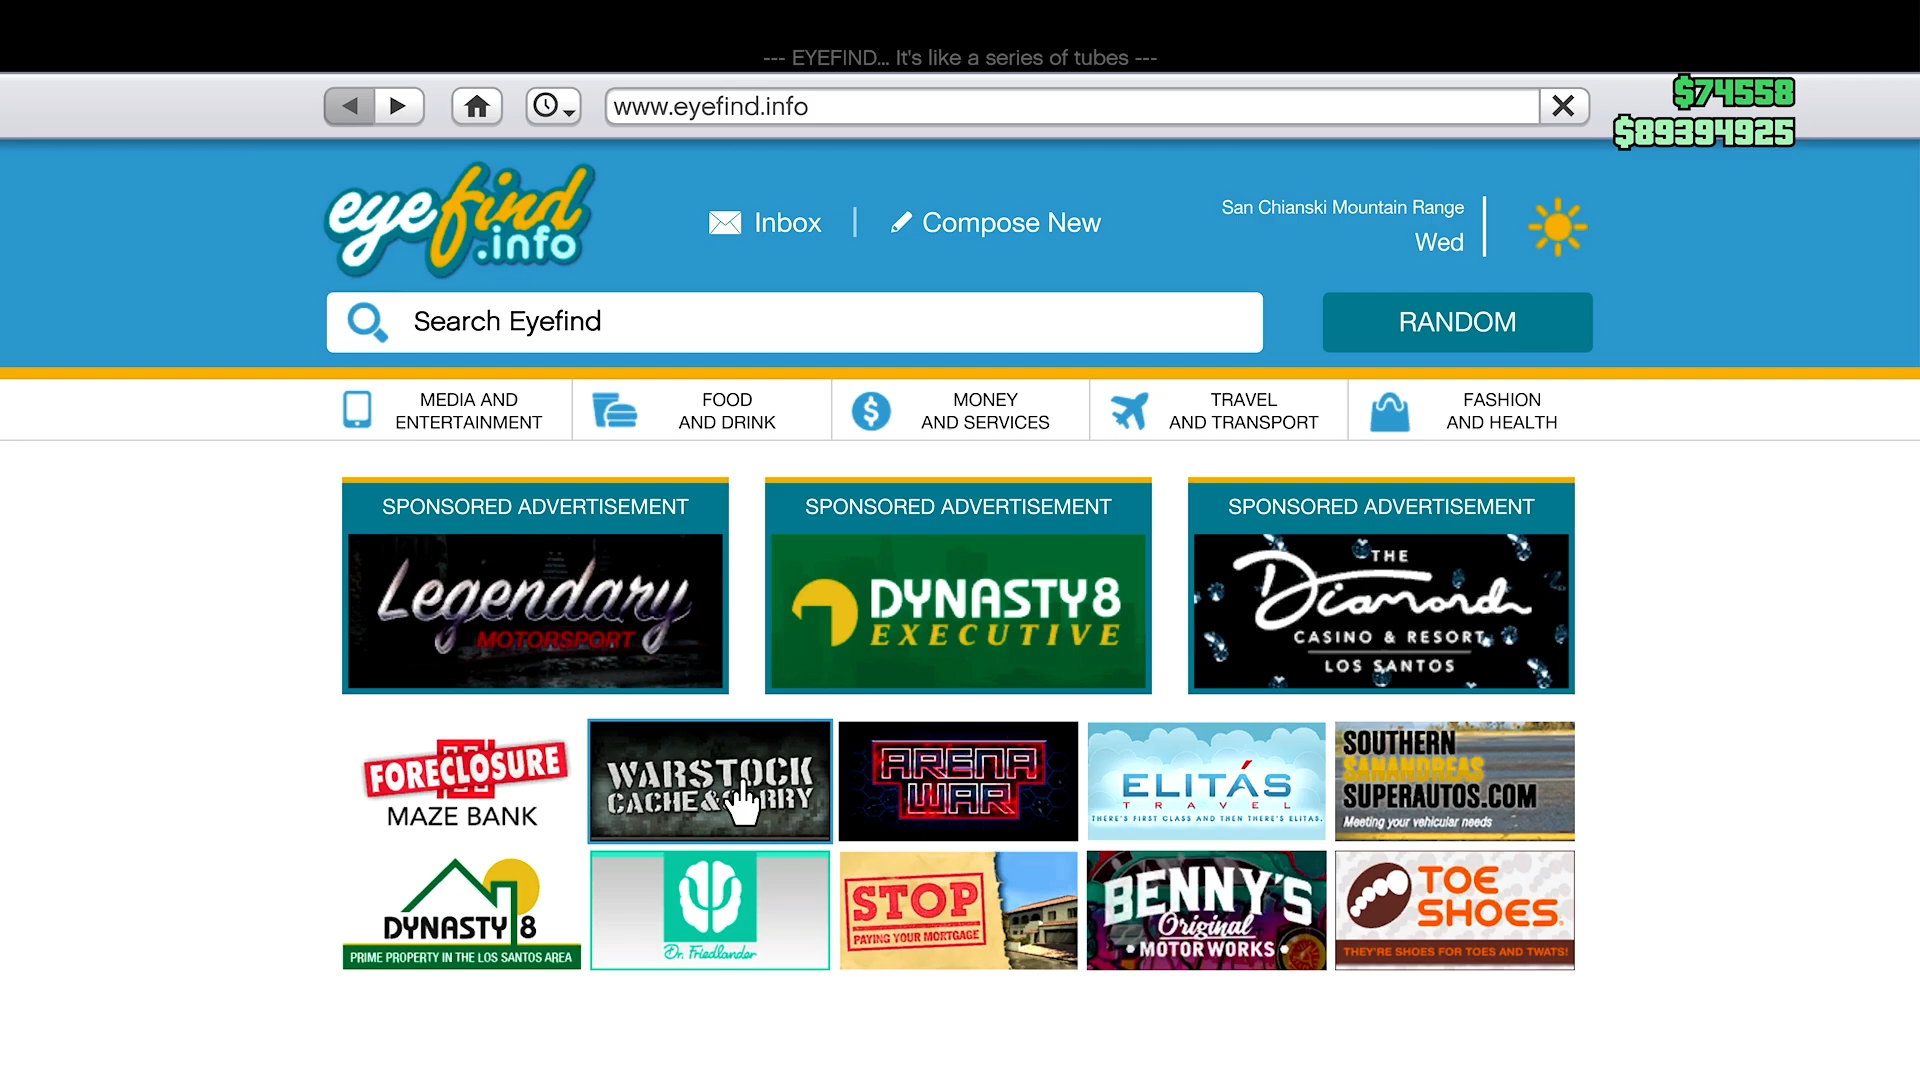 --- EYEFIND... It's like a series of tubes ---
www.eyefind.info
$74558
$89394925
eyefind.info
Inbox
Compose New
San Chianski Mountain Range
Wed
Search Eyefind
RANDOM
MEDIA AND
ENTERTAINMENT
FOOD
AND DRINK
MONEY
AND SERVICES
TRAVEL
AND TRANSPORT
FASHION
AND HEALTH
SPONSORED ADVERTISEMENT
Legendary
MOTORSPORT
SPONSORED ADVERTISEMENT
DYNASTY8
EXECUTIVE
SPONSORED ADVERTISEMENT
THE
Diamond
CASINO & RESORT
LOS SANTOS
FORECLOSURE
MAZE BANK
WARSTOCK
CACHE & CARRY
ARENA
WAR
ELITÁS
TRAVEL
THERE'S FIRST CLASS AND THEN THERE'S ELITAS.
SOUTHERN
SANANDREAS
SUPERAUTOS.COM
Meeting your vehicular needs
DYNASTY 8
PRIME PROPERTY IN THE LOS SANTOS AREA
Dr. Friedlander
STOP
PAYING YOUR MORTGAGE
BENNY'S
Original
MOTOR WORKS
TOE
SHOES
THEY'RE SHOES FOR TOES AND TWATS!